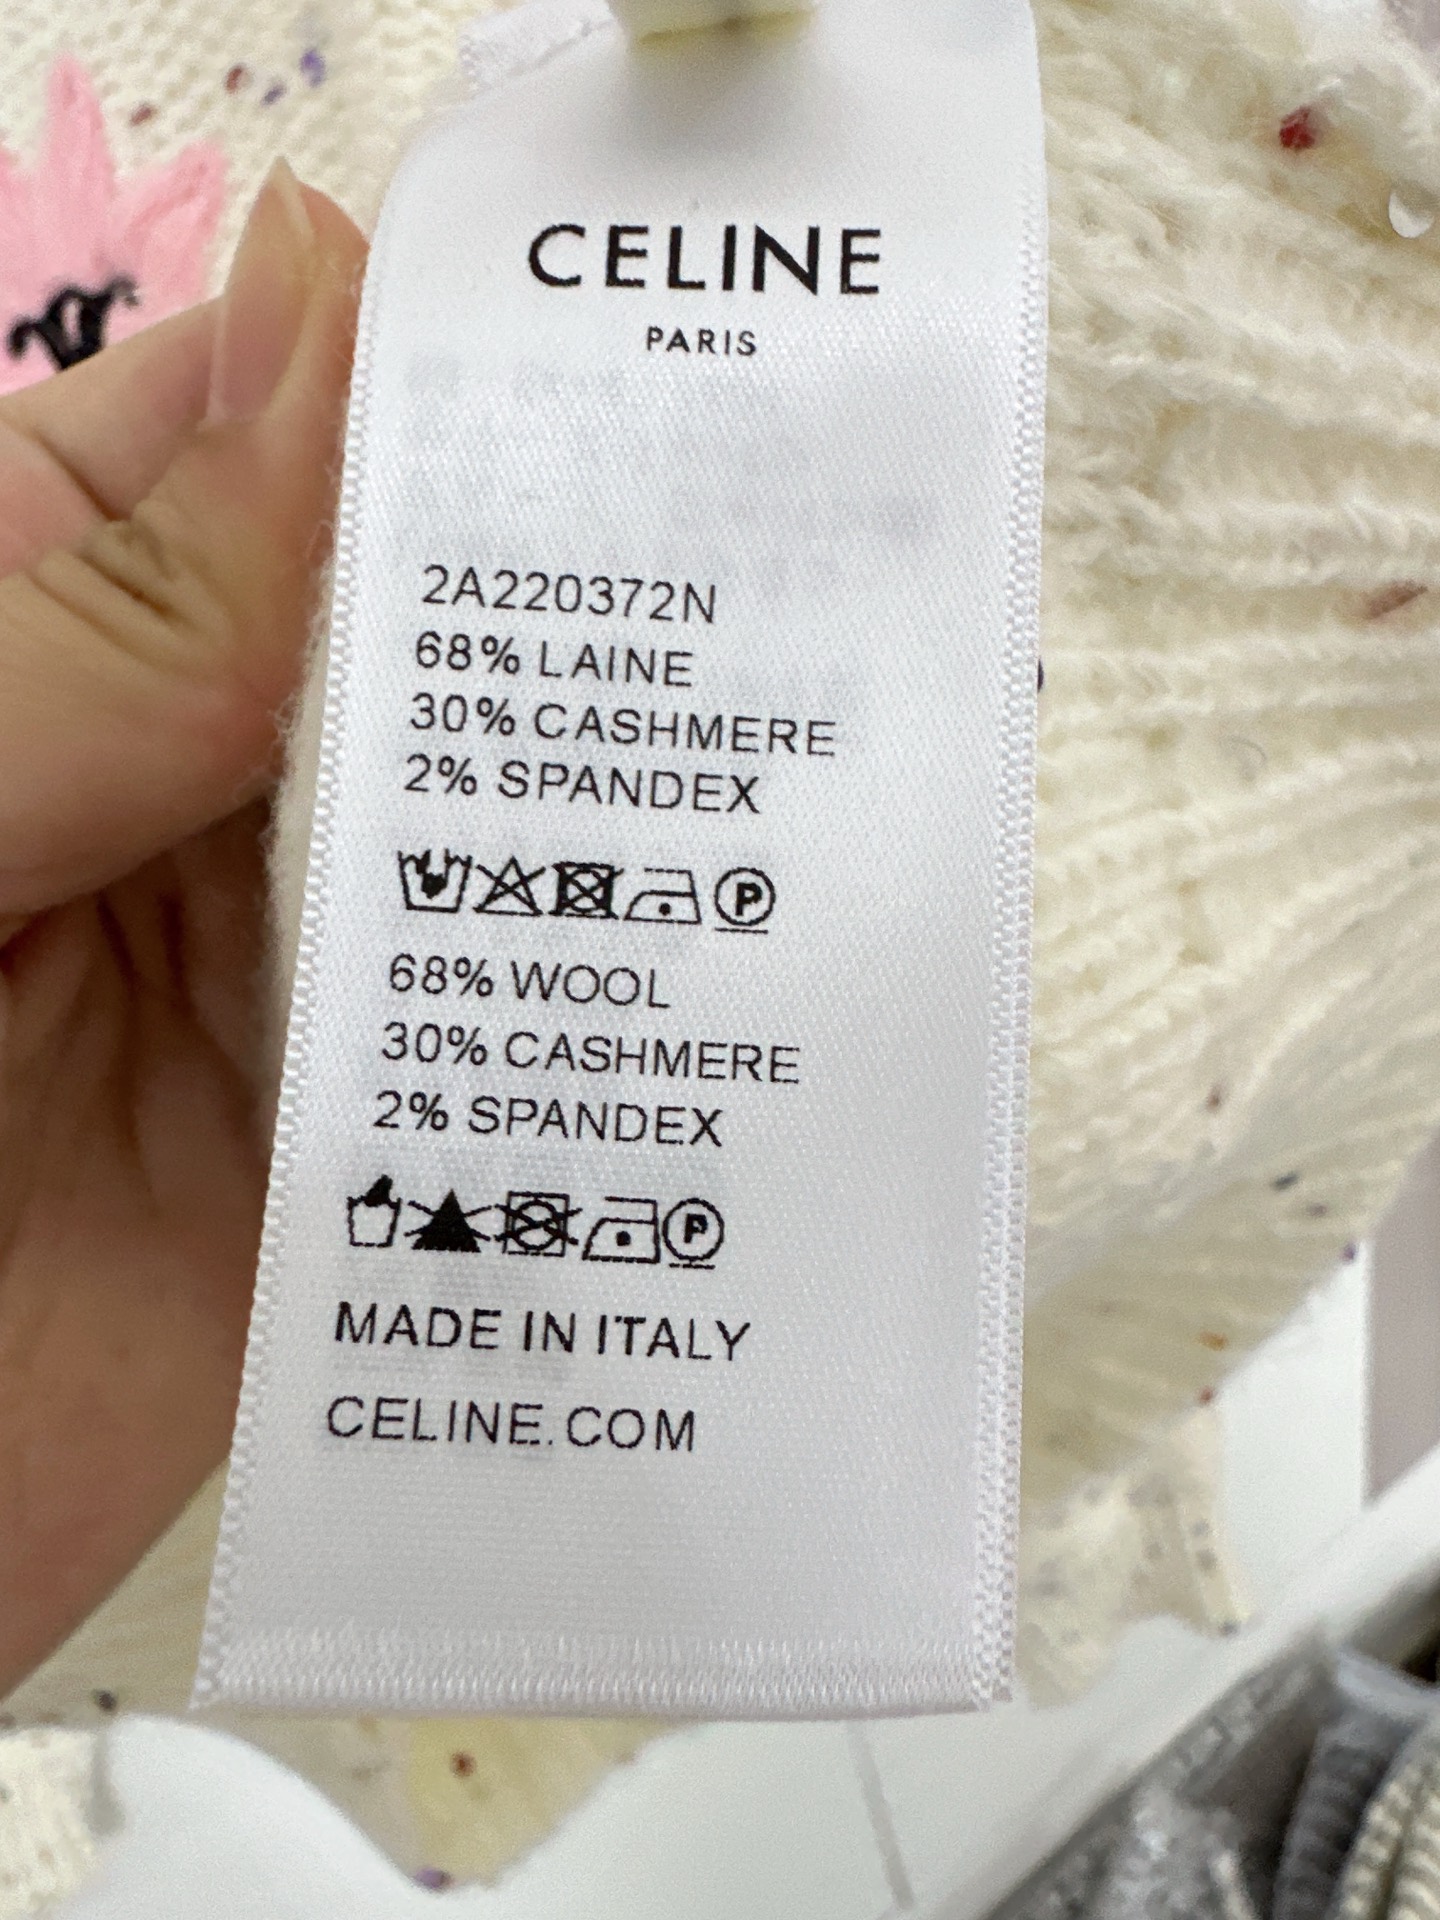 CELINE
PARIS
2A220372N
68% LAINE
30% CASHMERE
2% SPANDEX
P
68% WOOL
30% CASHMERE
2% SPANDEX
P
MADE IN ITALY
CELINE.COM